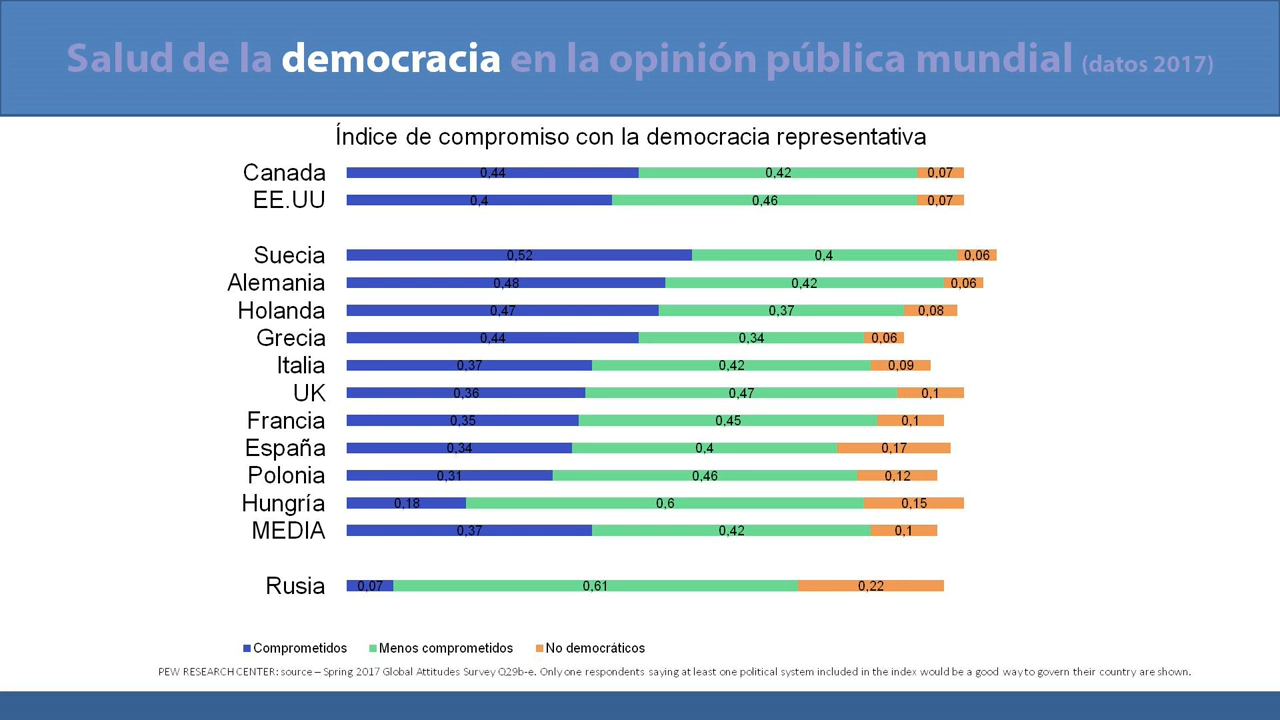 Salud de la democracia en la opinión pública mundial (datos 2017)
Índice de compromiso con la democracia representativa
Canada 0,44 0,42 0,07
EE.UU 0,4 0,46 0,07
Suecia 0,52 0,4 0,06
Alemania 0,48 0,42 0,06
Holanda 0,47 0,37 0,08
Grecia 0,44 0,34 0,06
Italia 0,37 0,42 0,09
UK 0,36 0,47 0,1
Francia 0,35 0,45 0,1
España 0,34 0,4 0,17
Polonia 0,31 0,46 0,12
Hungría 0,18 0,6 0,15
MEDIA 0,37 0,42 0,1
Rusia 0,07 0,61 0,22
Comprometidos Menos comprometidos No democráticos
PEW RESEARCH CENTER: source – Spring 2017 Global Attitudes Survey Q29b-e. Only one respondents saying at least one political system included in the index would be a good way to govern their country are shown.